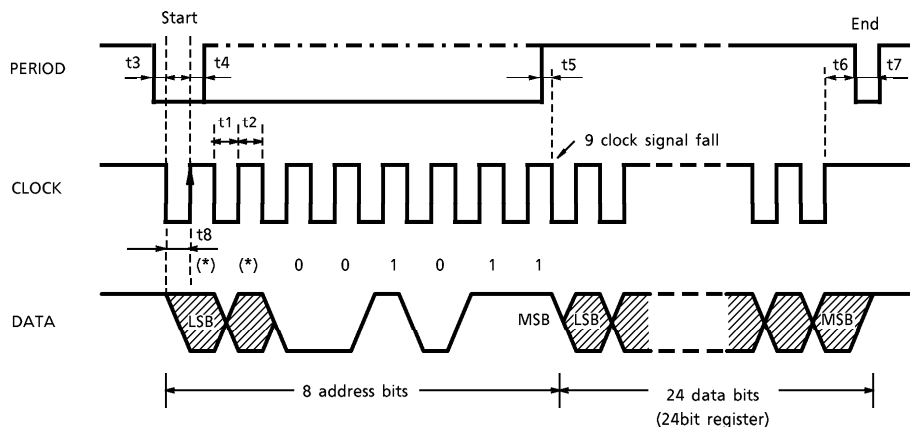 Start
End
PERIOD
t3
t4
t5
t6
t7
t1
t2
9 clock signal fall
CLOCK
t8
(*) (*) 0 0 1 0 1 1
DATA
LSB
MSB
LSB
MSB
8 address bits
24 data bits
(24bit register)